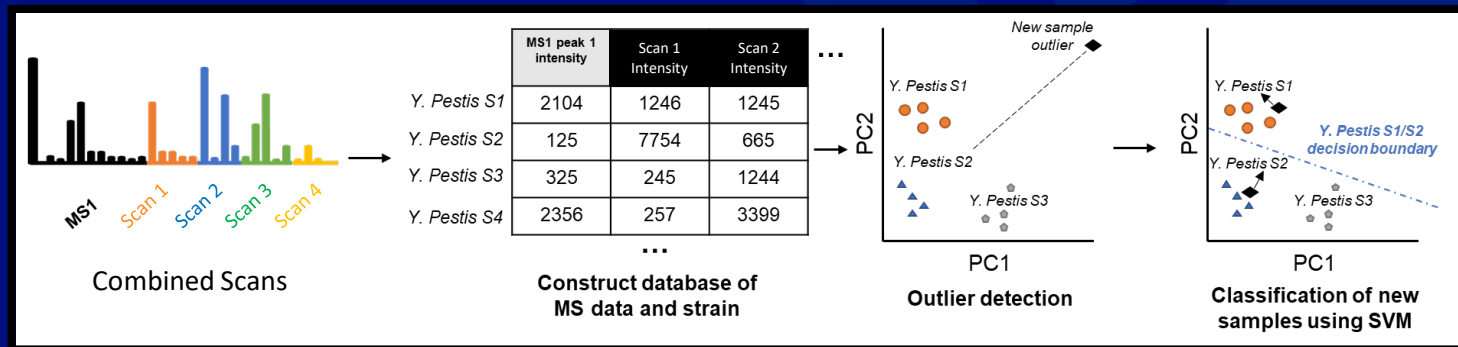 MS1
Scan 1
Scan 2
Scan 3
Scan 4
Combined Scans
MS1 peak 1
intensity
Scan 1
Intensity
Scan 2
Intensity
...
Y. Pestis S1
2104
1246
1245
Y. Pestis S2
125
7754
665
Y. Pestis S3
325
245
1244
Y. Pestis S4
2356
257
3399
...
Construct database of
MS data and strain
New sample
outlier
Y. Pestis S1
PC2
Y. Pestis S2
Y. Pestis S3
PC1
Outlier detection
Y. Pestis S1
PC2
Y. Pestis S1/S2
decision boundary
Y. Pestis S2
Y. Pestis S3
PC1
Classification of new
samples using SVM